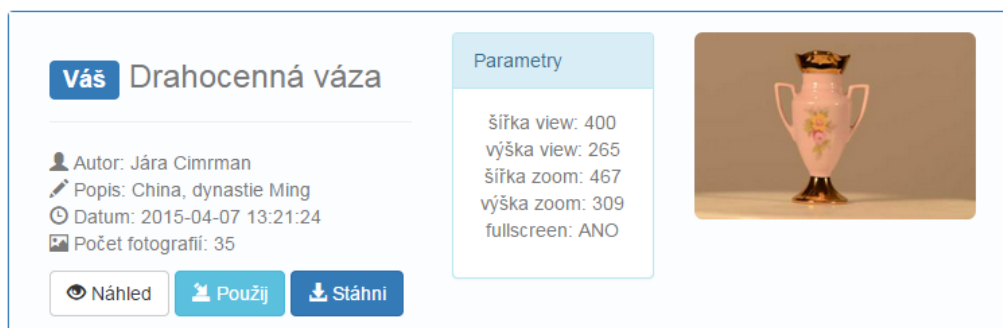 Váš Drahocenná váza
Autor: Jára Cimrman
Popis: China, dynastie Ming
Datum: 2015-04-07 13:21:24
Počet fotografií: 35
Náhled
Použij
Stáhni
Parametry
šířka view: 400
výška view: 265
šířka zoom: 467
výška zoom: 309
fullscreen: ANO